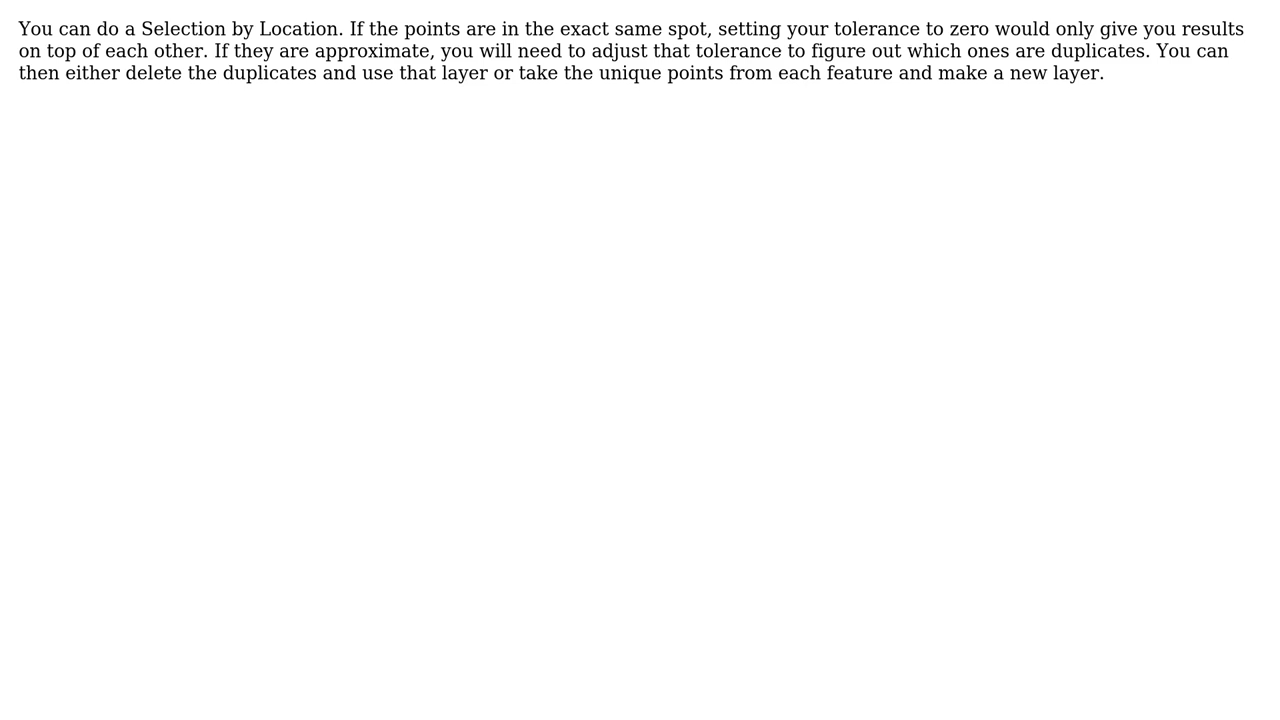 You can do a Selection by Location. If the points are in the exact same spot, setting your tolerance to zero would only give you results
on top of each other. If they are approximate, you will need to adjust that tolerance to figure out which ones are duplicates. You can
then either delete the duplicates and use that layer or take the unique points from each feature and make a new layer.